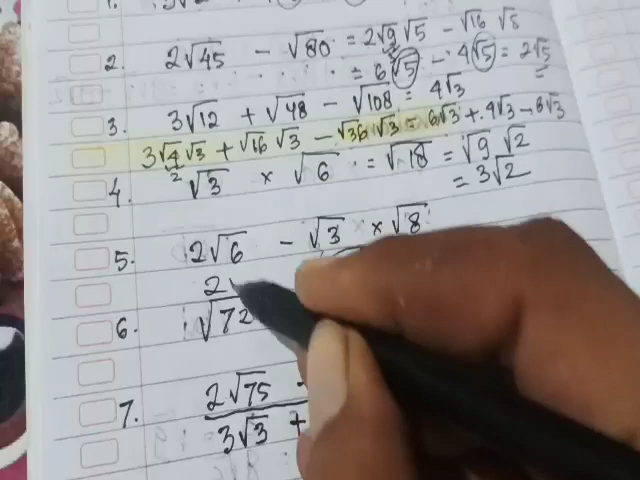 2. 2√45 - √80 = 2√9 √5 - √16 √5
= 6√5 - 4√5 = 2√5
3. 3√12 + √48 - √108 = 4√3
3√4 √3 + √16 √3 - √36 √3 = 6√3 + 4√3 - 6√3
2
4. √3 × √6 = √18 = √9 √2
= 3√2
5. 2√6 - √3 × √8
2
6. √72
7. 2√75
3√3 +